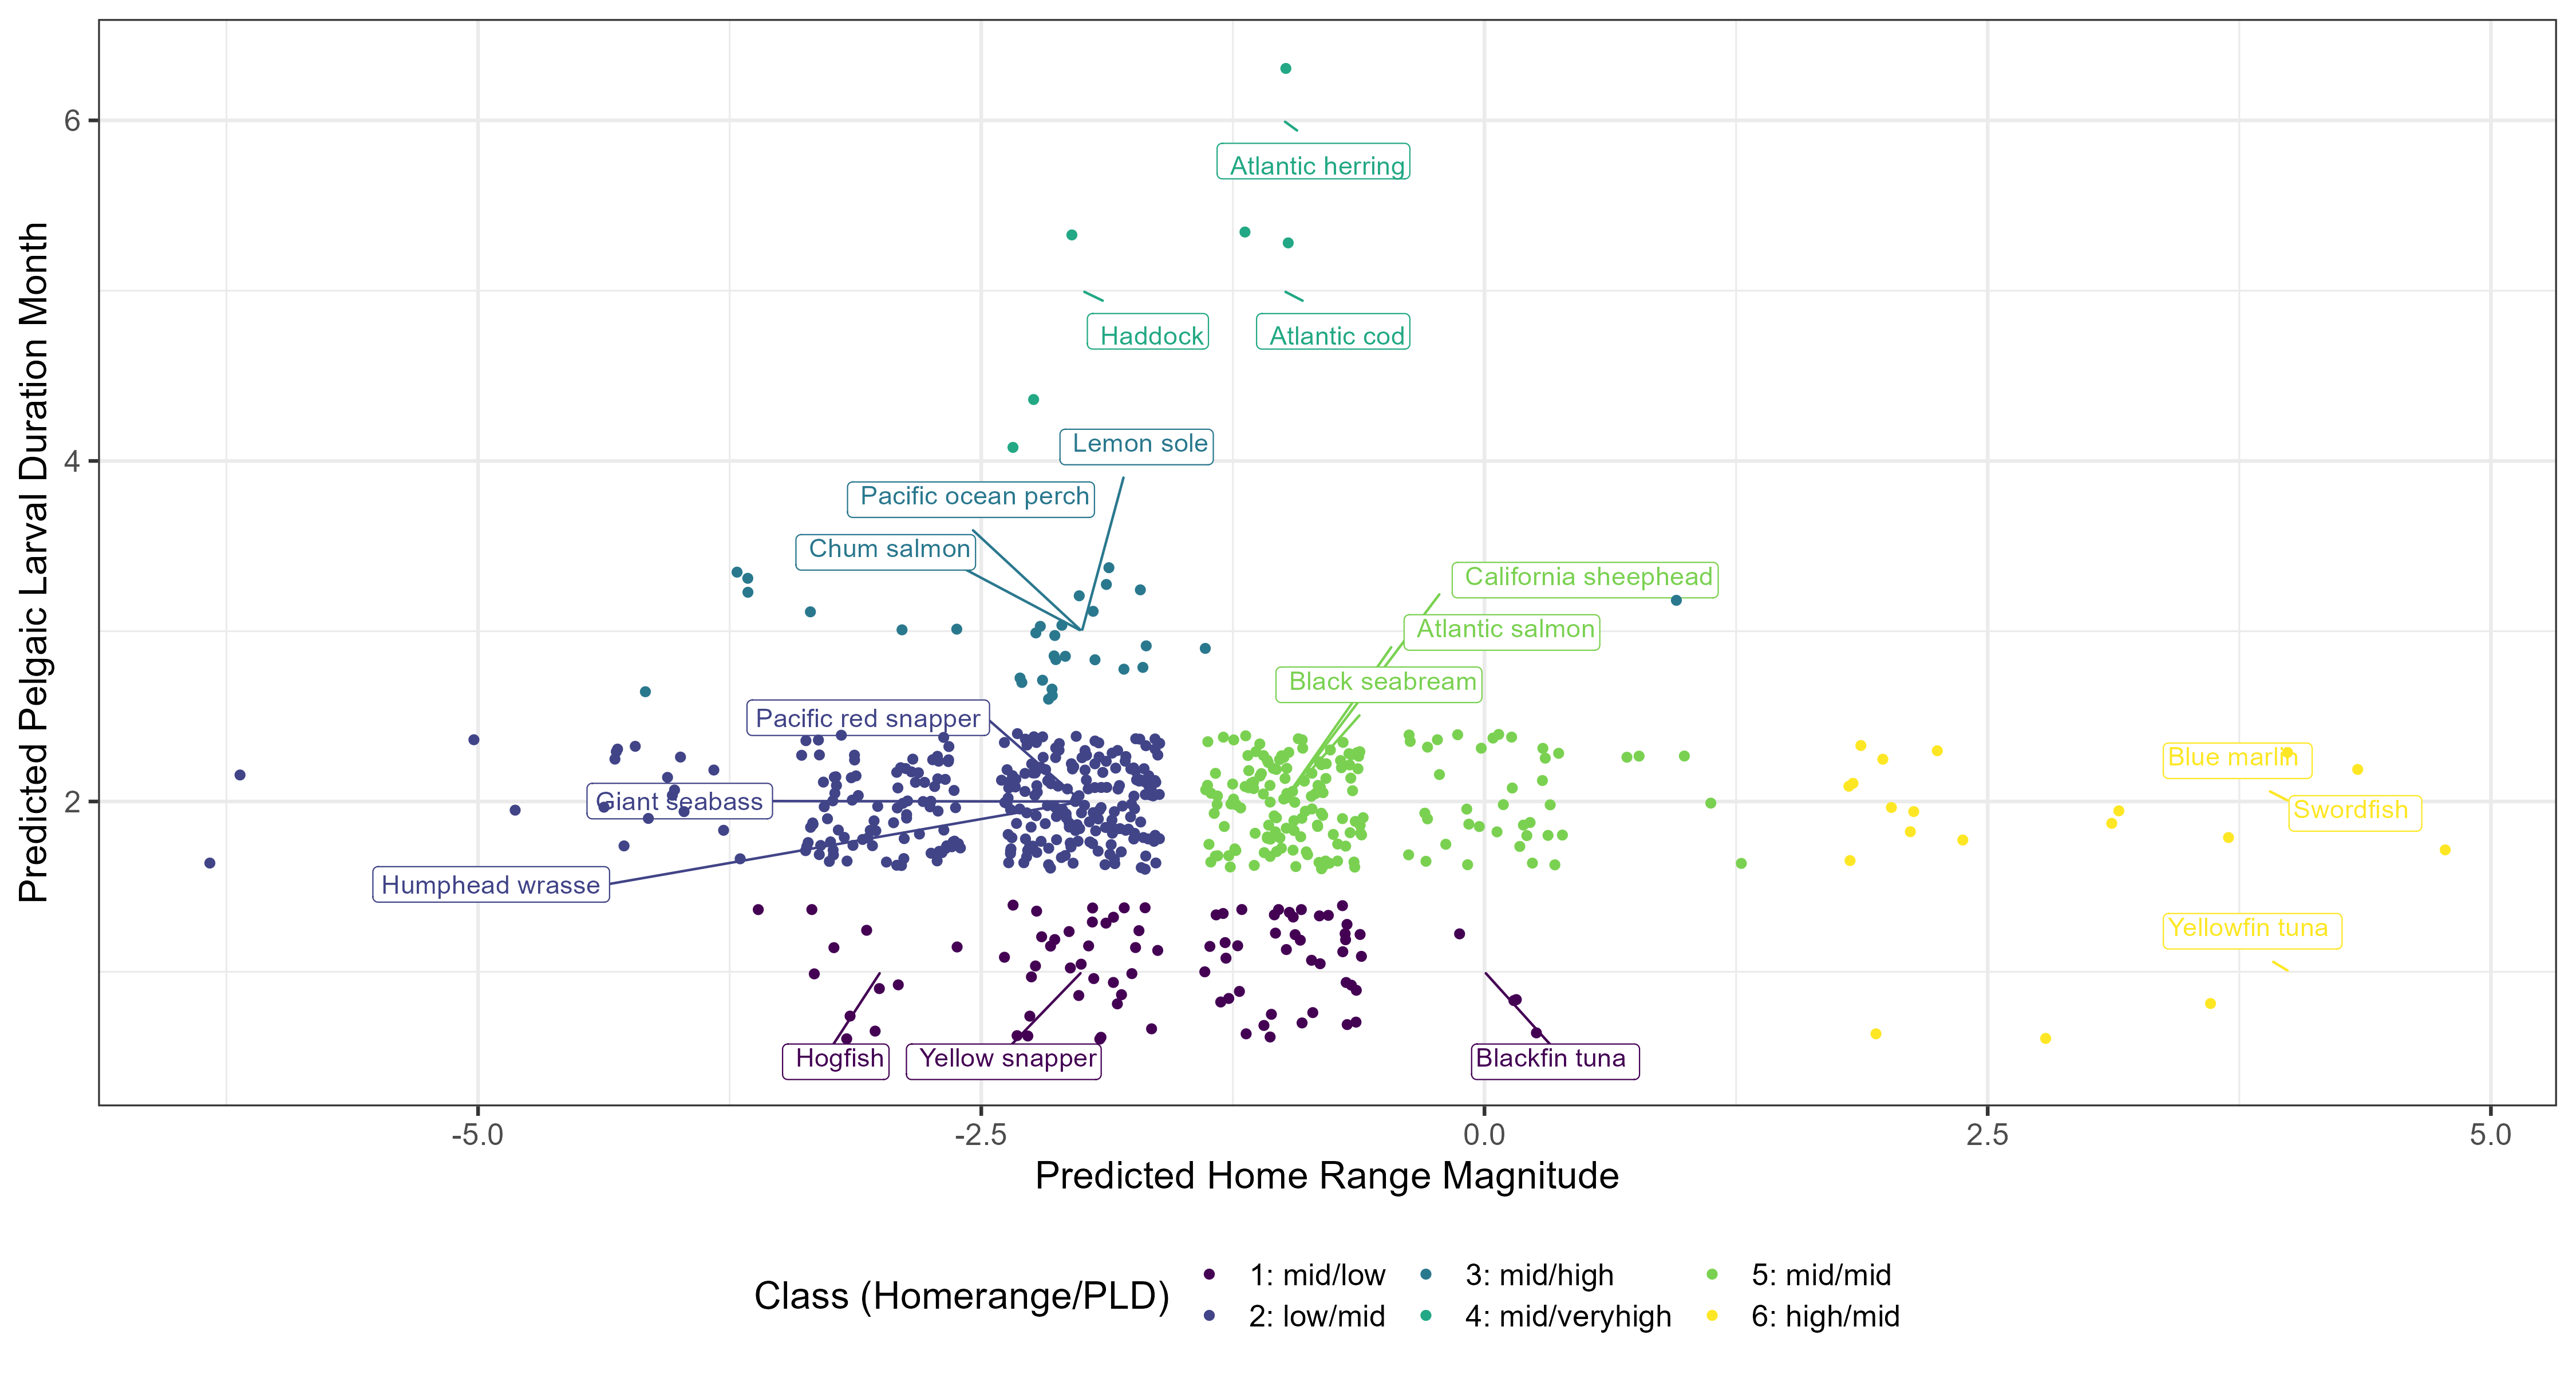 6
Atlantic herring
Haddock
Atlantic cod
4
Lemon sole
Pacific ocean perch
Chum salmon
California sheephead
Atlantic salmon
Black seabream
Pacific red snapper
Blue marlin
2
Giant seabass
Swordfish
Humphead wrasse
Yellowfin tuna
Hogfish
Yellow snapper
Blackfin tuna
Predicted Pelgaic Larval Duration Month
-5.0 -2.5 0.0 2.5 5.0
Predicted Home Range Magnitude
Class (Homerange/PLD)
1: mid/low 3: mid/high 5: mid/mid
2: low/mid 4: mid/veryhigh 6: high/mid